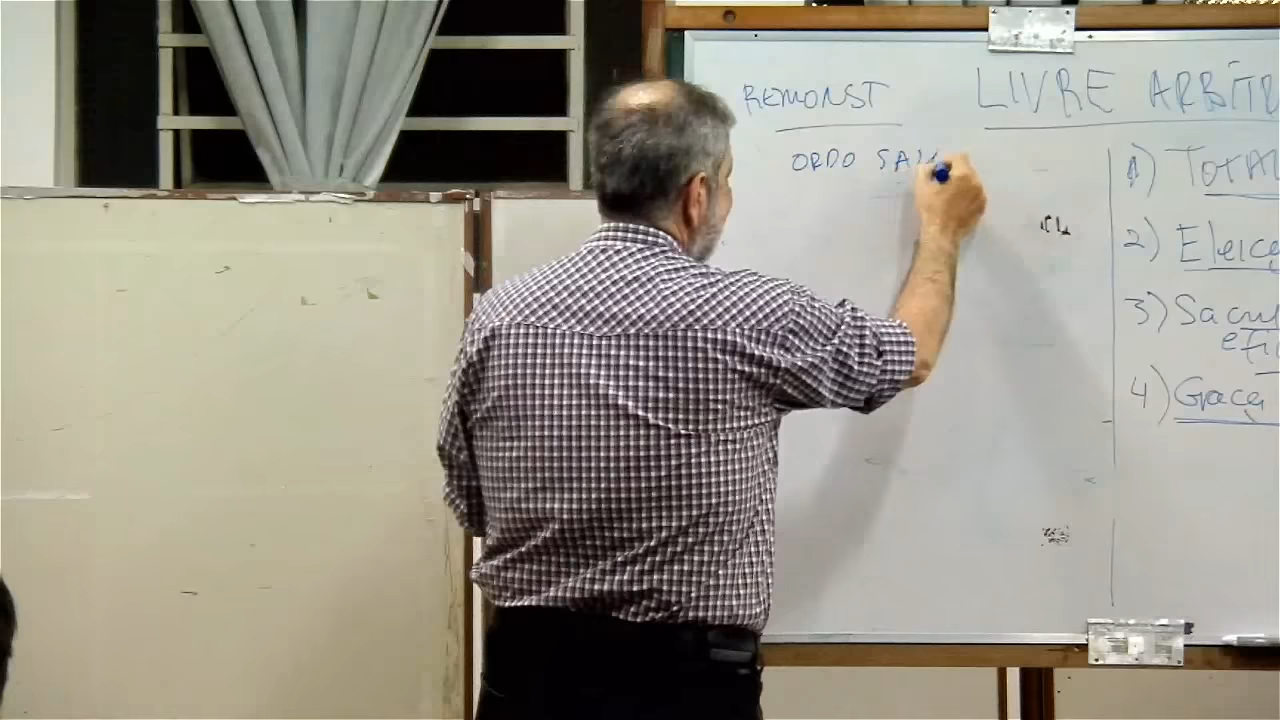 REMONST
ORDO SAL
LIVRE ARBÍTR
1) TOTAL
2) Eleiçã
3) Sacrif
efi
4) Graça